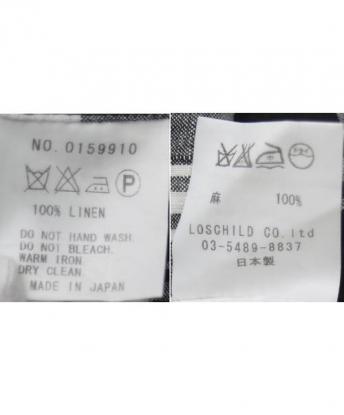 NO. 0159910
P
100% LINEN
DO NOT HAND WASH.
DO NOT BLEACH.
WARM IRON.
DRY CLEAN.
MADE IN JAPAN
麻 100%
LOSCHILD CO.ltd
03-5489-8837
日本製